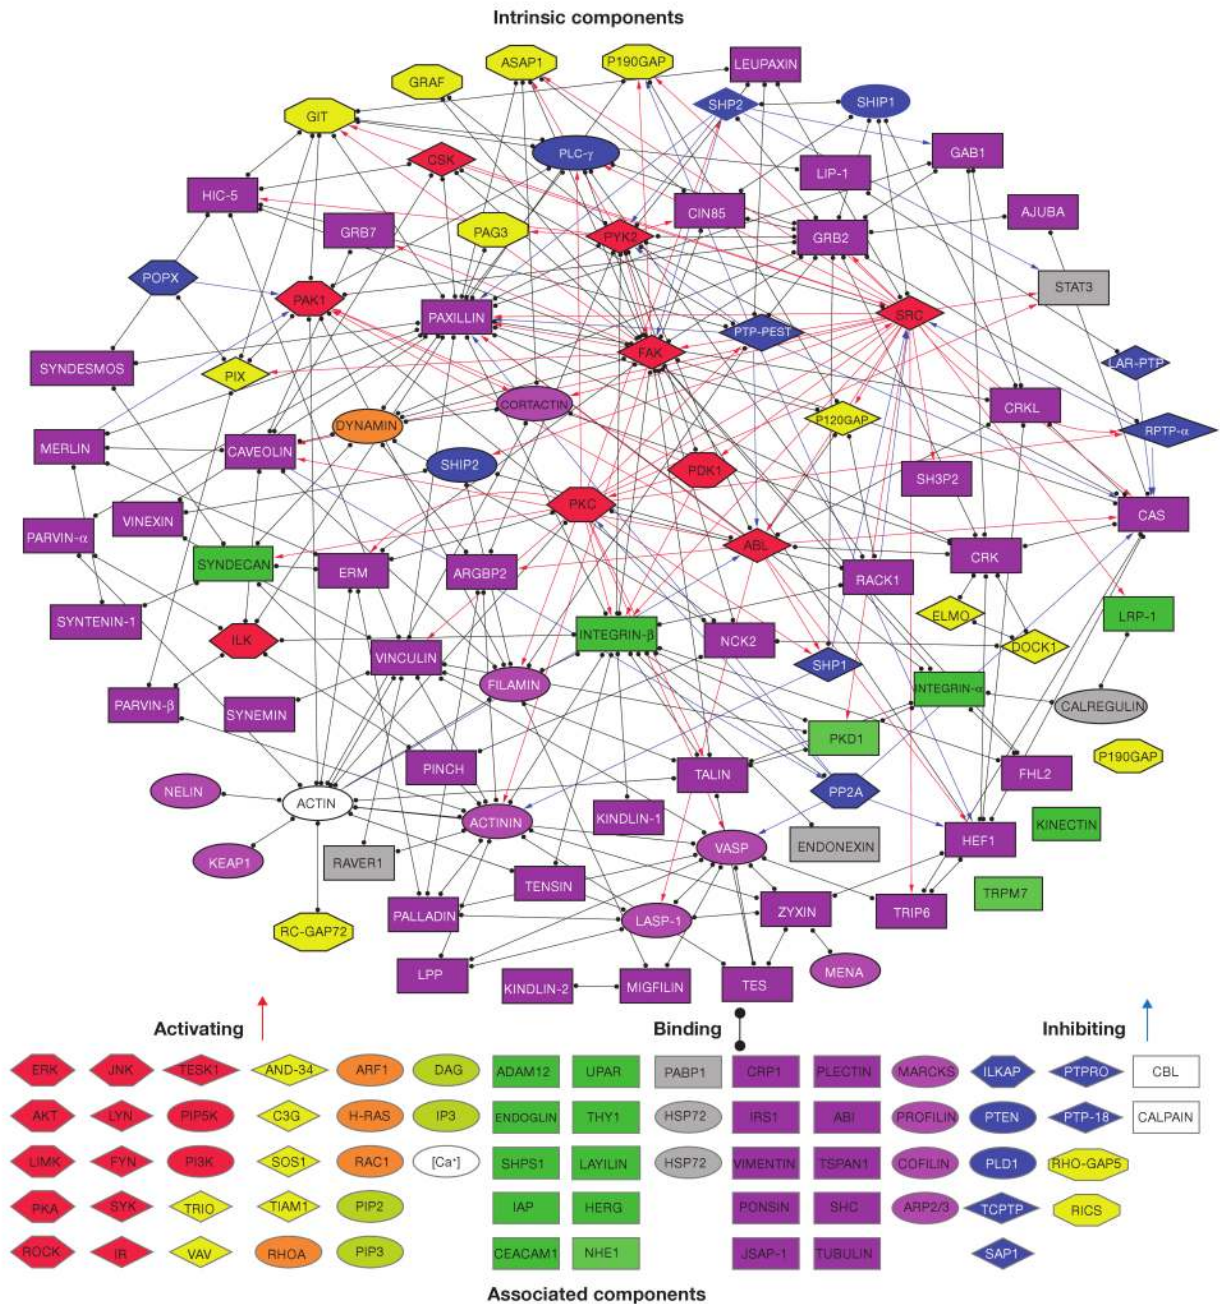 Intrinsic components
ASAP1
P190GAP
LEUPAXIN
GRAF
SHP2
SHIP1
GIT
PLC-γ
GAB1
CSK
LIP-1
HIC-5
CIN85
AJUBA
GRB7
PAG3
PYK2
GRB2
POPX
STAT3
PAK1
PAXILLIN
SRC
PTP-PEST
FAK
LAR-PTP
SYNDESMOS
PIX
CORTACTIN
CRKL
P120GAP
DYNAMIN
RPTP-α
MERLIN
CAVEOLIN
SHIP2
PDK1
SH3P2
PKC
VINEXIN
CAS
PARVIN-α
ABL
CRK
SYNDECAN
ERM
ARGBP2
RACK1
ELMO
LRP-1
SYNTENIN-1
ILK
INTEGRIN-β
NCK2
DOCK1
VINCULIN
SHP1
FILAMIN
INTEGRIN-α
PARVIN-β
SYNEMIN
CALREGULIN
PKD1
P190GAP
PINCH
TALIN
FHL2
NELIN
ACTIN
PP2A
ACTININ
KINDLIN-1
KINECTIN
VASP
ENDONEXIN
HEF1
KEAP1
RAVER1
TENSIN
TRPM7
PALLADIN
LASP-1
ZYXIN
TRIP6
RC-GAP72
LPP
MENA
KINDLIN-2
MIGFILIN
TES
Activating
Binding
Inhibiting
ERK JNK TESK1 AND-34 ARF1 DAG ADAM12 UPAR PABP1 CRP1 PLECTIN MARCKS ILKAP PTPRO CBL
AKT LYN PIP5K C3G H-RAS IP3 ENDOGLIN THY1 HSP72 IRS1 ABI PROFILIN PTEN PTP-18 CALPAIN
LIMK FYN PI3K SOS1 RAC1 [Ca⁺] SHPS1 LAYILIN HSP72 VIMENTIN TSPAN1 COFILIN PLD1 RHO-GAP5
PKA SYK TRIO TIAM1 PIP2 IAP HERG PONSIN SHC ARP2/3 TCPTP RICS
ROCK IR VAV RHOA PIP3 CEACAM1 NHE1 JSAP-1 TUBULIN SAP1
Associated components